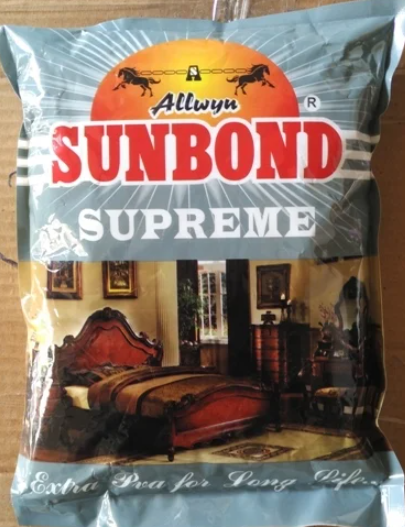 A
Allwyn
®
SUNBOND
SUPREME
Extra Pva for Long Life...